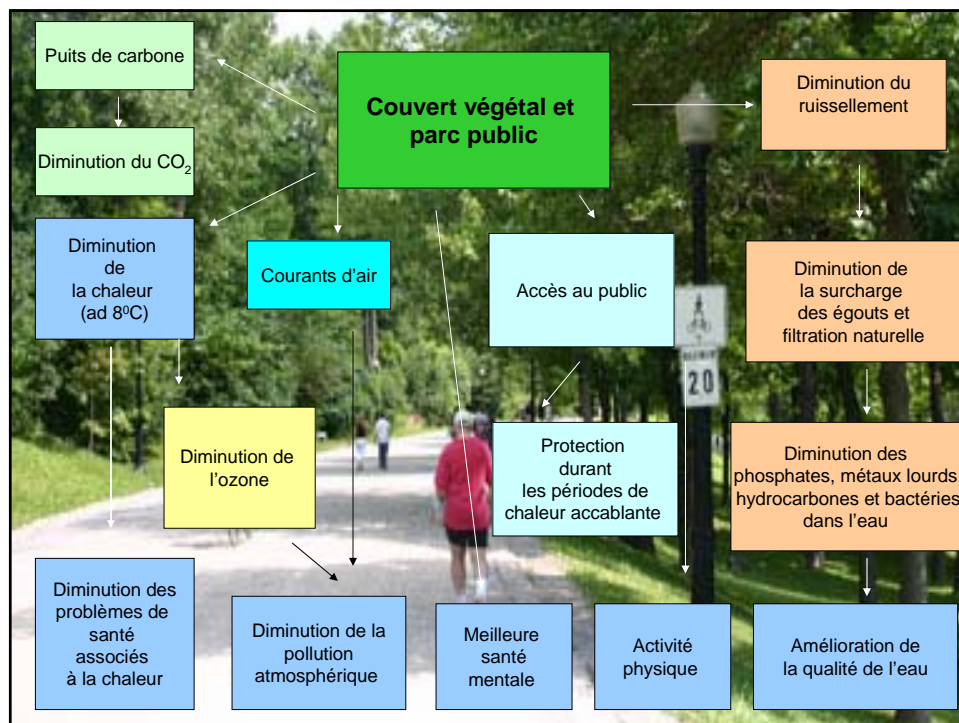 Puits de carbone
Couvert végétal et
parc public
Diminution du
ruissellement
Diminution du CO₂
Diminution
de
la chaleur
(ad 8⁰C)
Courants d'air
Accès au public
Diminution de
la surcharge
des égouts et
filtration naturelle
20
Diminution de
l'ozone
Protection
durant
les périodes de
chaleur accablante
Diminution des
phosphates, métaux lourds,
hydrocarbones et bactéries
dans l'eau
Diminution des
problèmes de
santé
associés
à la chaleur
Diminution de la
pollution
atmosphérique
Meilleure
santé
mentale
Activité
physique
Amélioration de
la qualité de l'eau